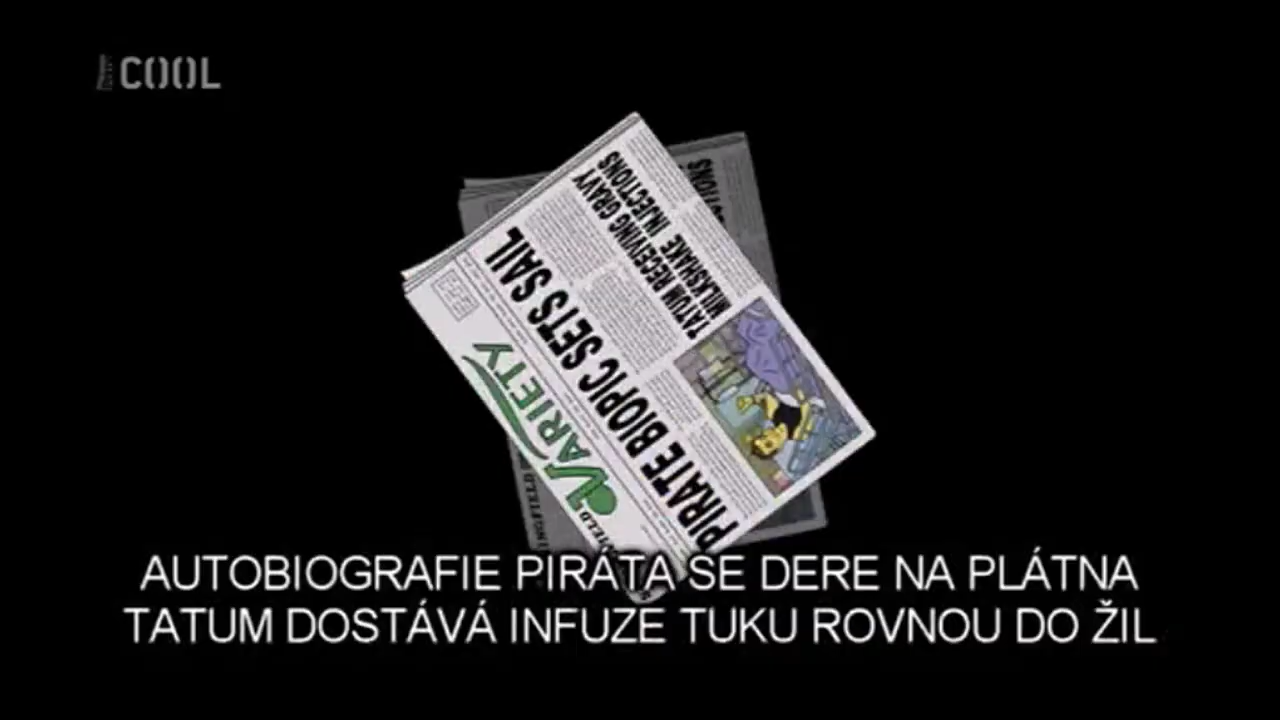 COOL
PIRATE BIOPIC SETS SAIL
VARIETY
TATUM RECEIVING GRAVY
MILKSHAKE INJECTIONS
INGFIELD
AUTOBIOGRAFIE PIRÁTA SE DERE NA PLÁTNA
TATUM DOSTÁVÁ INFUZE TUKU ROVNOU DO ŽIL